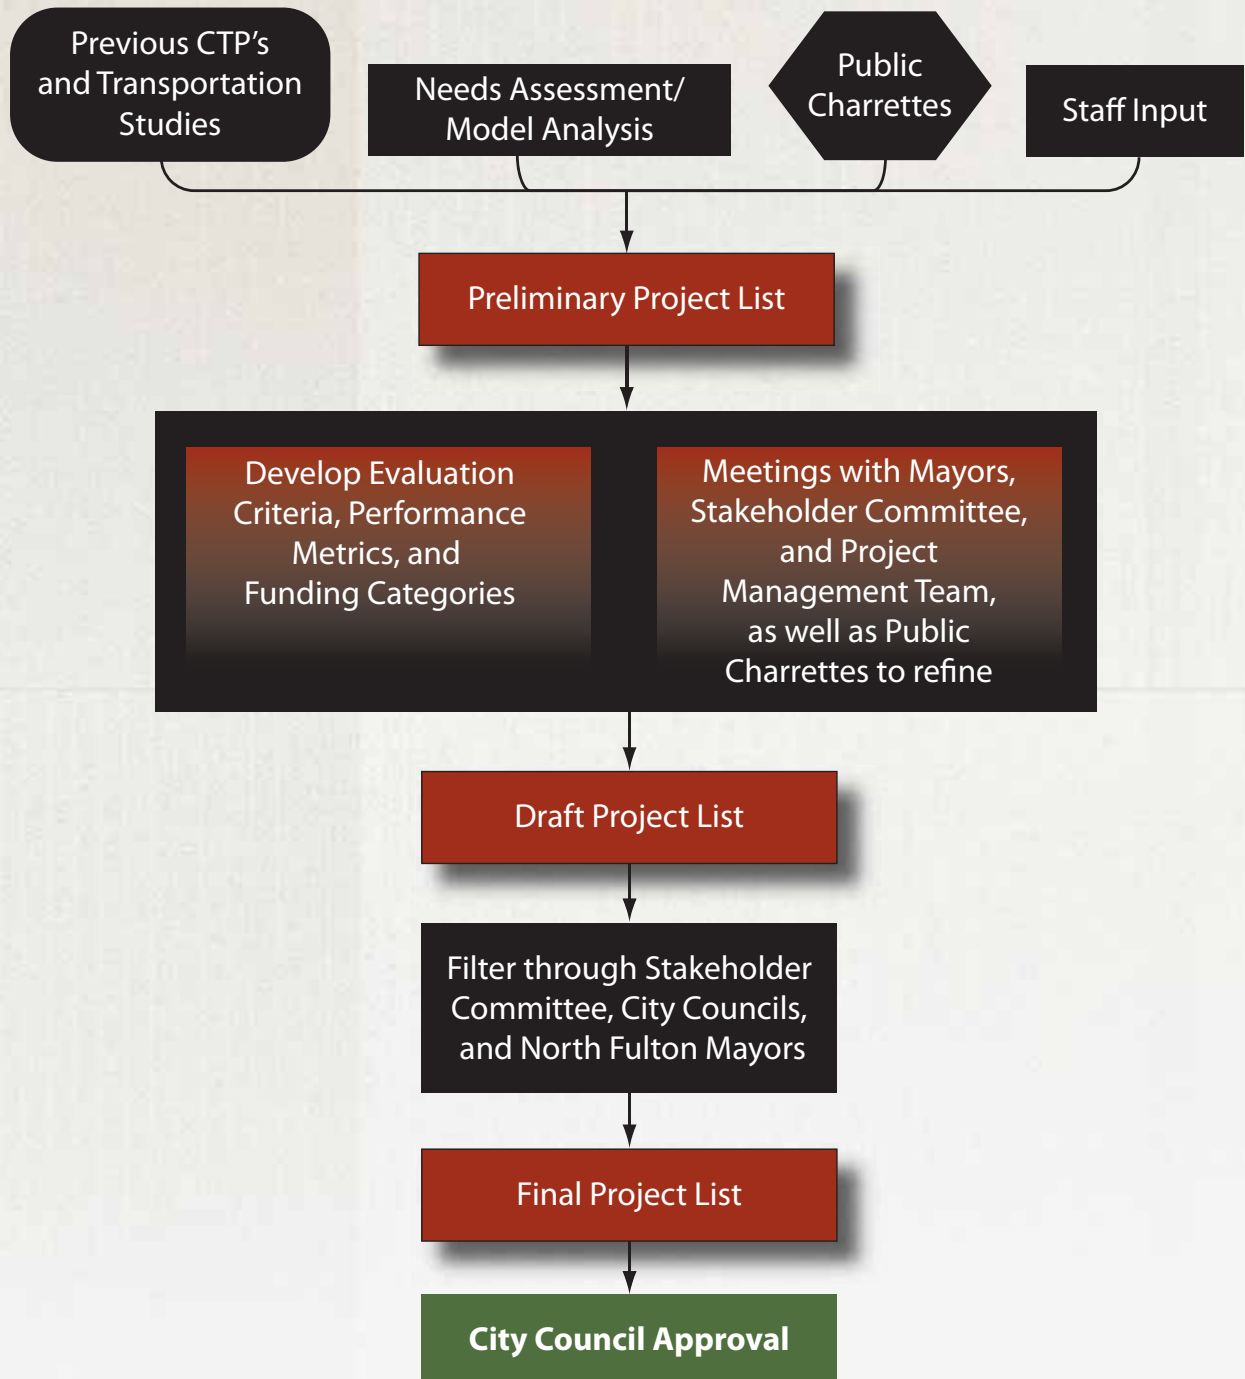 Previous CTP's
and Transportation
Studies
Needs Assessment/
Model Analysis
Public
Charrettes
Staff Input
Preliminary Project List
Develop Evaluation
Criteria, Performance
Metrics, and
Funding Categories
Meetings with Mayors,
Stakeholder Committee,
and Project
Management Team,
as well as Public
Charrettes to refine
Draft Project List
Filter through Stakeholder
Committee, City Councils,
and North Fulton Mayors
Final Project List
City Council Approval